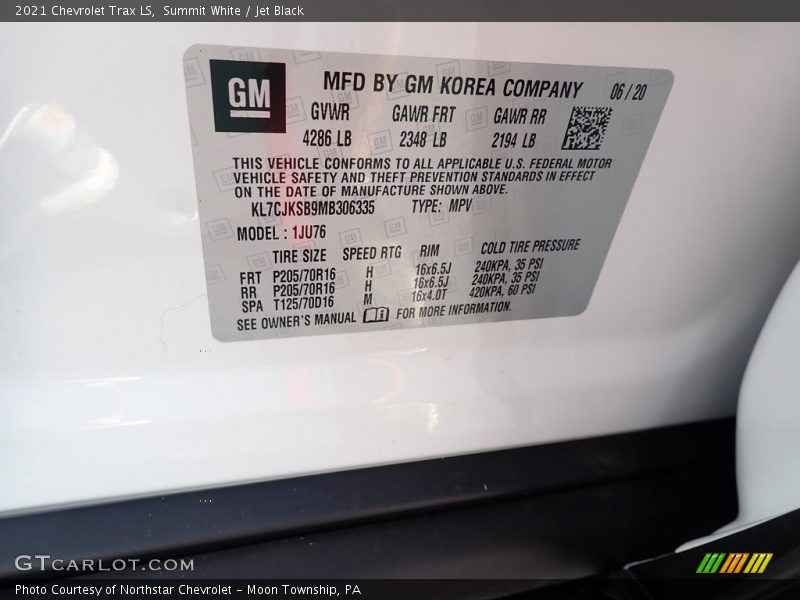 2021 Chevrolet Trax LS, Summit White / Jet Black
GM
MFD BY GM KOREA COMPANY 06/20
GVWR GAWR FRT GAWR RR
4286 LB 2348 LB 2194 LB
THIS VEHICLE CONFORMS TO ALL APPLICABLE U.S. FEDERAL MOTOR
VEHICLE SAFETY AND THEFT PREVENTION STANDARDS IN EFFECT
ON THE DATE OF MANUFACTURE SHOWN ABOVE.
KL7CJKSB9MB306335 TYPE: MPV
MODEL : 1JU76
TIRE SIZE SPEED RTG RIM COLD TIRE PRESSURE
FRT P205/70R16 H 16x6.5J 240KPA, 35 PSI
RR P205/70R16 H 16x6.5J 240KPA, 35 PSI
SPA T125/70D16 M 16x4.0T 420KPA, 60 PSI
SEE OWNER'S MANUAL FOR MORE INFORMATION.
GTCARLOT.COM
Photo Courtesy of Northstar Chevrolet - Moon Township, PA